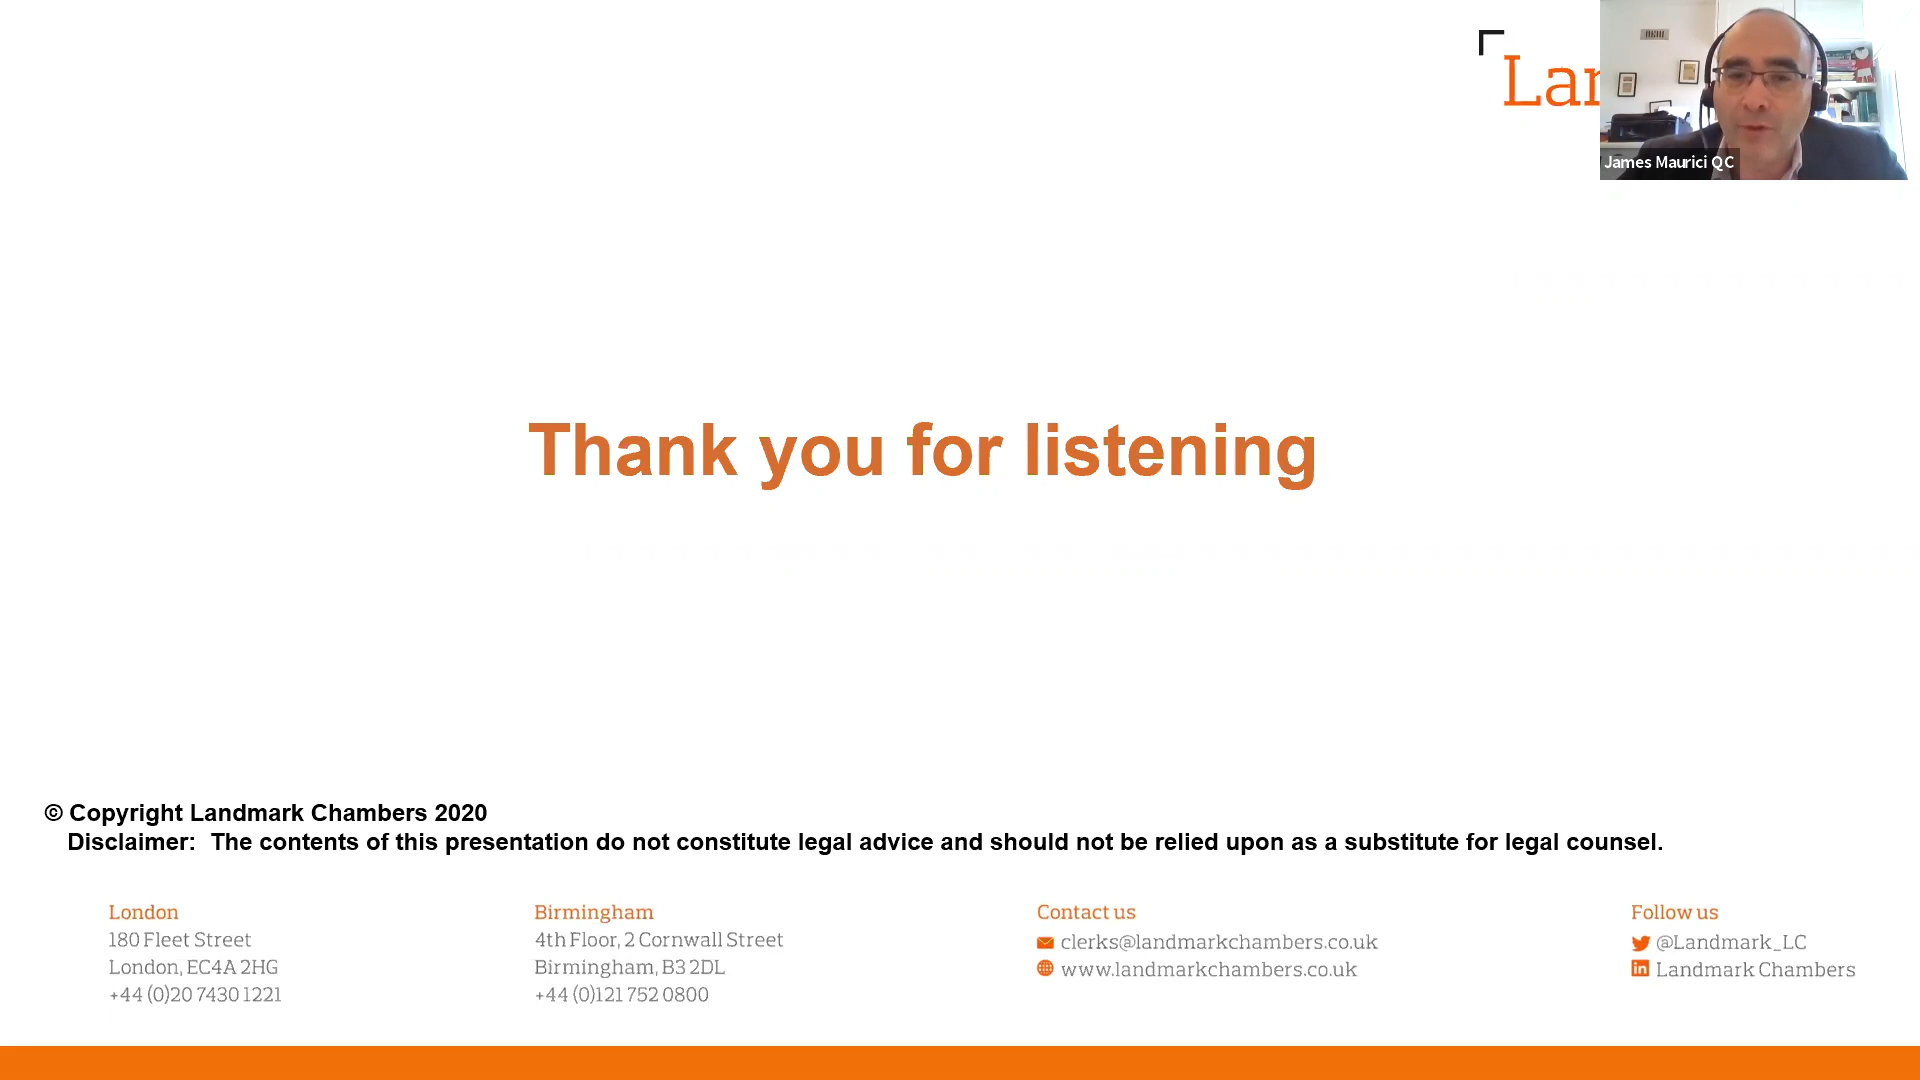 Lan
James Maurici QC
Thank you for listening
© Copyright Landmark Chambers 2020
Disclaimer: The contents of this presentation do not constitute legal advice and should not be relied upon as a substitute for legal counsel.
London
180 Fleet Street
London, EC4A 2HG
+44 (0)20 7430 1221
Birmingham
4th Floor, 2 Cornwall Street
Birmingham, B3 2DL
+44 (0)121 752 0800
Contact us
clerks@landmarkchambers.co.uk
www.landmarkchambers.co.uk
Follow us
@Landmark_LC
Landmark Chambers